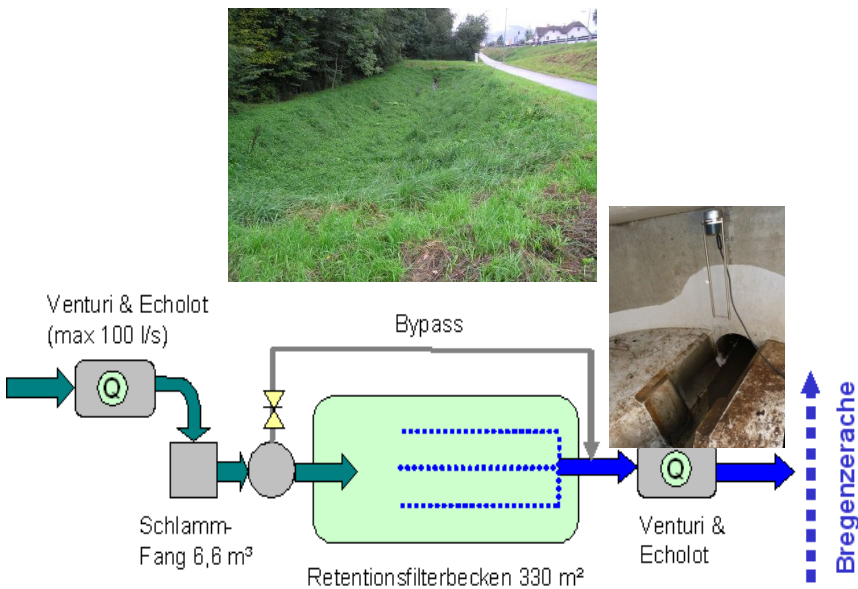 Venturi & Echolot
(max 100 l/s)
Bypass
Q
Schlamm-
Fang 6,6 m³
Retentionsfilterbecken 330 m²
Q
Venturi &
Echolot
Bregenzerache